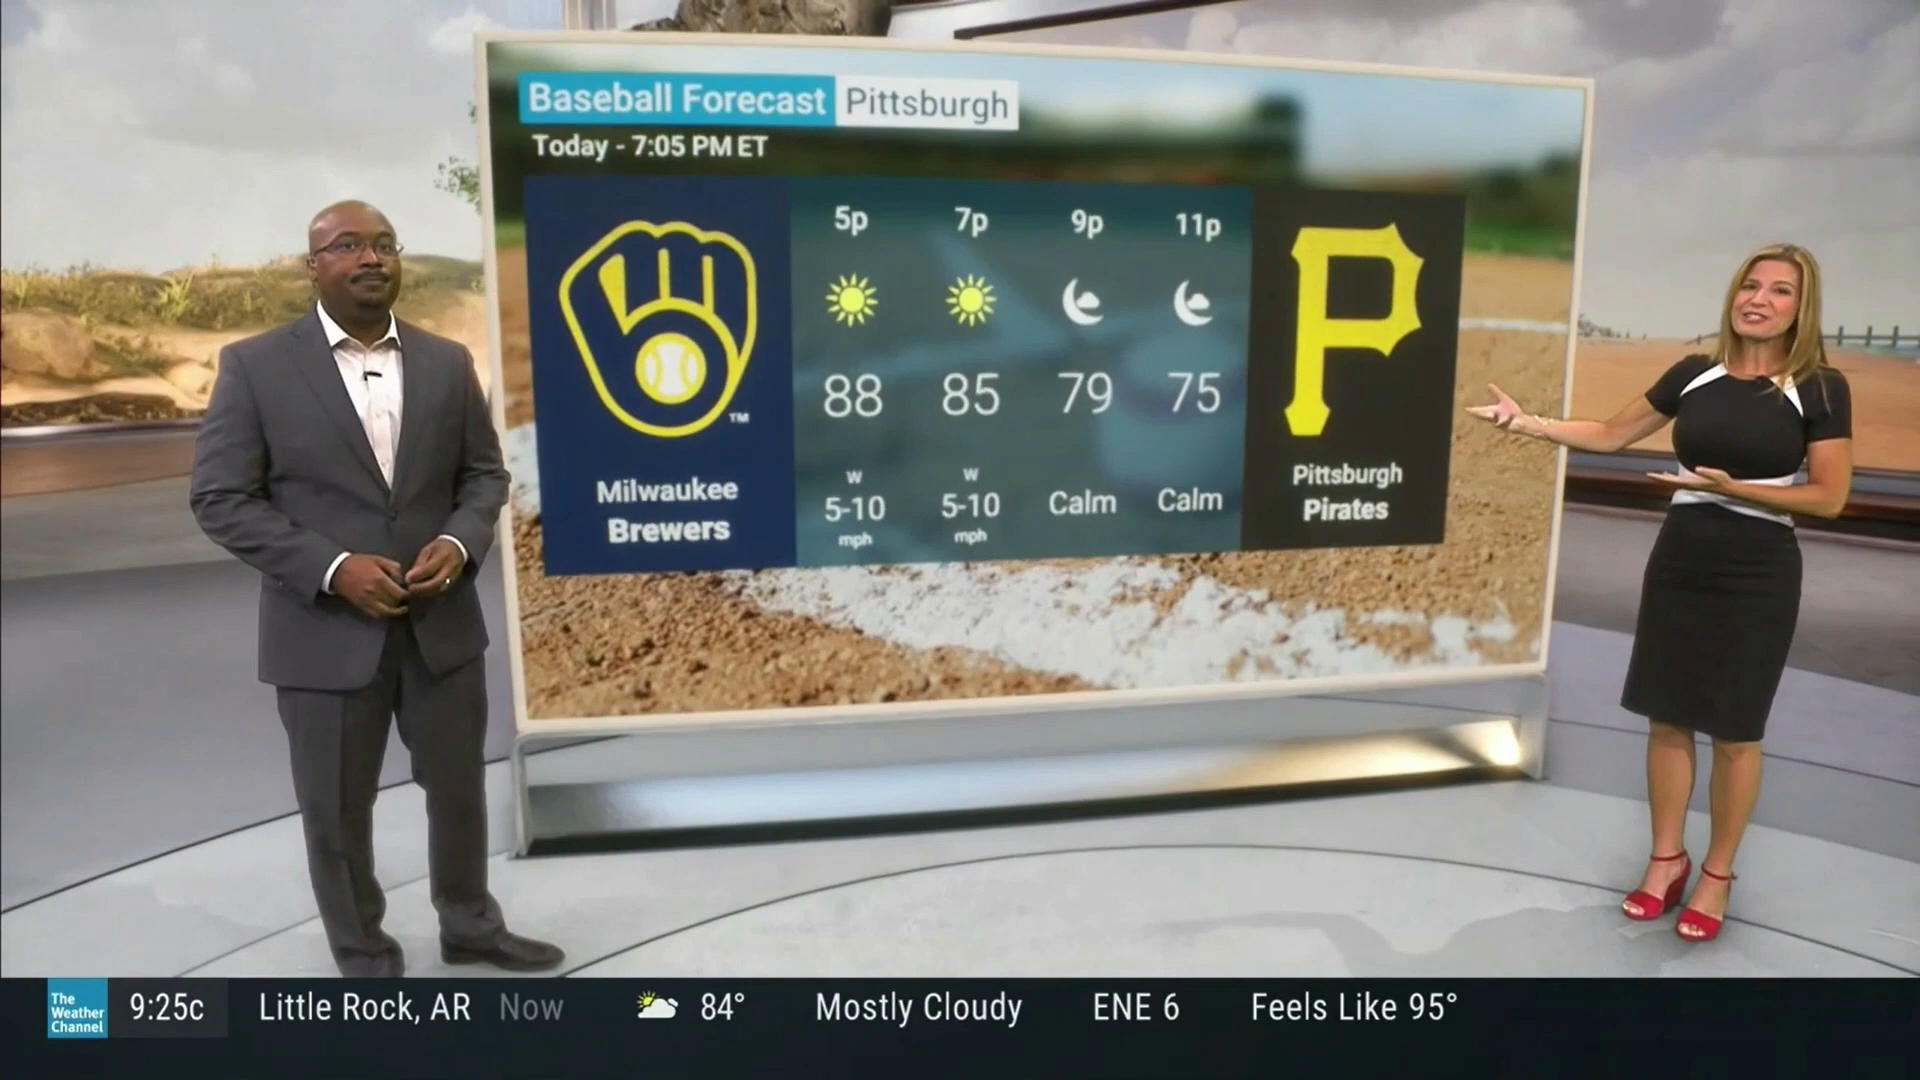 Baseball Forecast Pittsburgh
Today - 7:05 PM ET
5p 7p 9p 11p
88 85 79 75
W W
5-10 5-10 Calm Calm
mph mph
TM
Milwaukee
Brewers
P
Pittsburgh
Pirates
The
Weather
Channel
9:25c Little Rock, AR Now 84° Mostly Cloudy ENE 6 Feels Like 95°